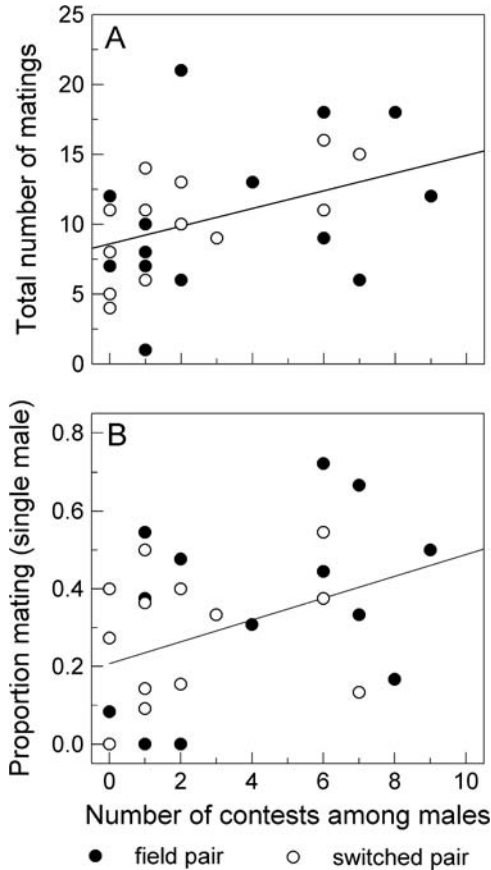 A
Total number of matings
25
20
15
10
5
0
B
Proportion mating (single male)
0.8
0.6
0.4
0.2
0.0
0 2 4 6 8 10
Number of contests among males
● field pair ○ switched pair